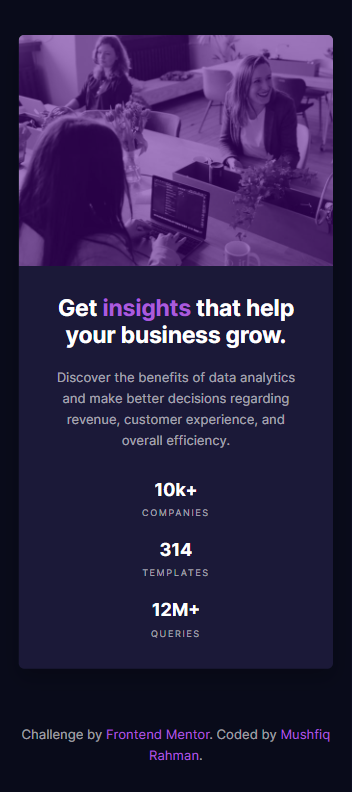 Get insights that help
your business grow.
Discover the benefits of data analytics
and make better decisions regarding
revenue, customer experience, and
overall efficiency.
10k+
COMPANIES
314
TEMPLATES
12M+
QUERIES
Challenge by Frontend Mentor. Coded by Mushfiq
Rahman.